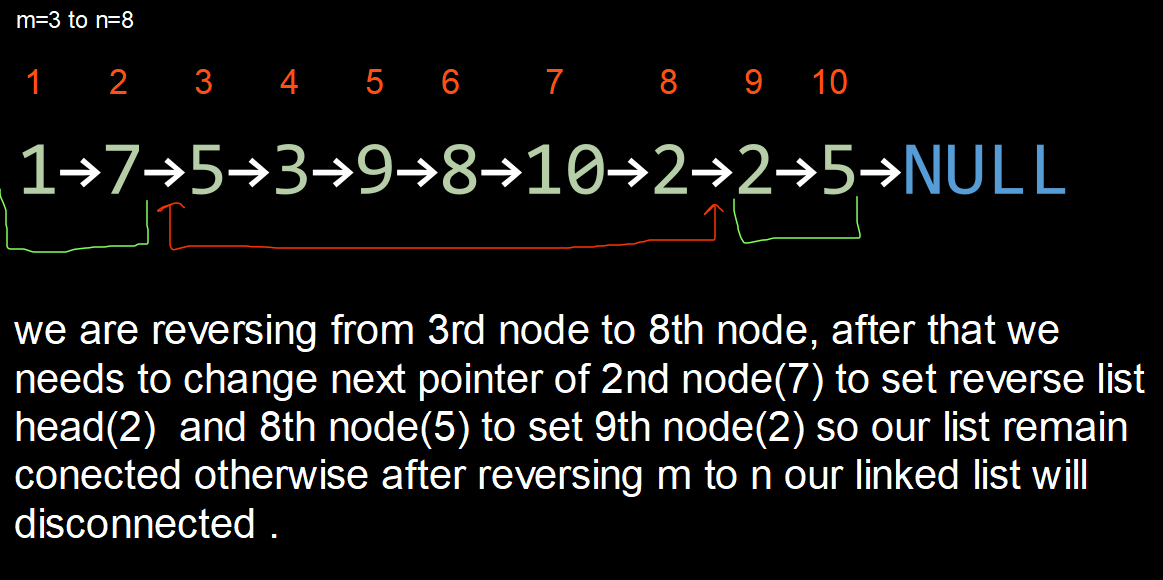 m=3 to n=8
1 2 3 4 5 6 7 8 9 10
1→7→5→3→9→8→10→2→2→5→NULL
we are reversing from 3rd node to 8th node, after that we
needs to change next pointer of 2nd node(7) to set reverse list
head(2)  and 8th node(5) to set 9th node(2) so our list remain
conected otherwise after reversing m to n our linked list will
disconnected .